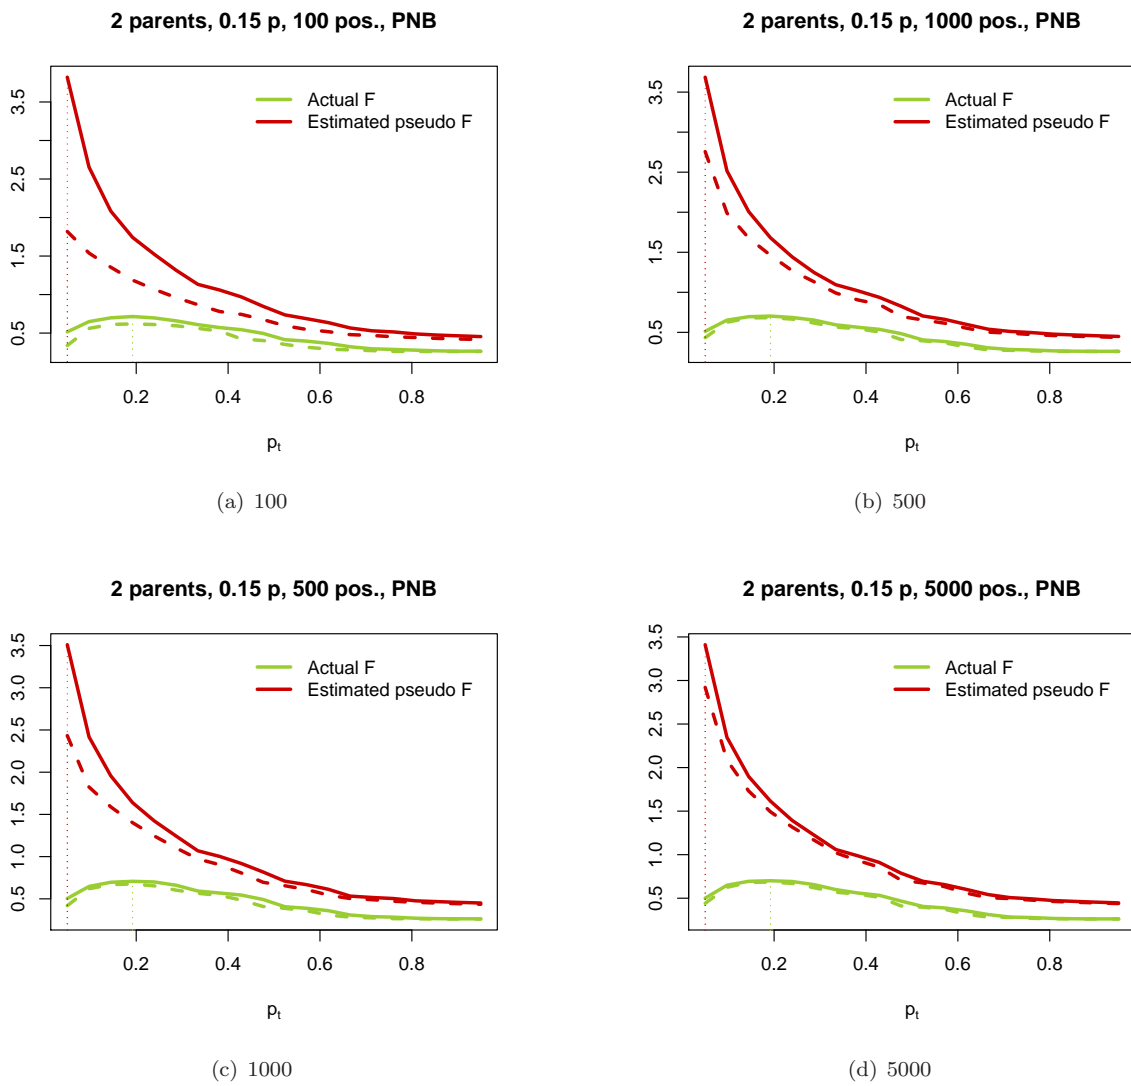 2 parents, 0.15 p, 100 pos., PNB
3.5
2.5
1.5
0.5
Actual F
Estimated pseudo F
0.2 0.4 0.6 0.8
pₜ
(a) 100
2 parents, 0.15 p, 1000 pos., PNB
3.5
2.5
1.5
0.5
Actual F
Estimated pseudo F
0.2 0.4 0.6 0.8
pₜ
(b) 500
2 parents, 0.15 p, 500 pos., PNB
3.5
3.0
2.5
2.0
1.5
1.0
0.5
Actual F
Estimated pseudo F
0.2 0.4 0.6 0.8
pₜ
(c) 1000
2 parents, 0.15 p, 5000 pos., PNB
3.5
3.0
2.5
2.0
1.5
1.0
0.5
Actual F
Estimated pseudo F
0.2 0.4 0.6 0.8
pₜ
(d) 5000